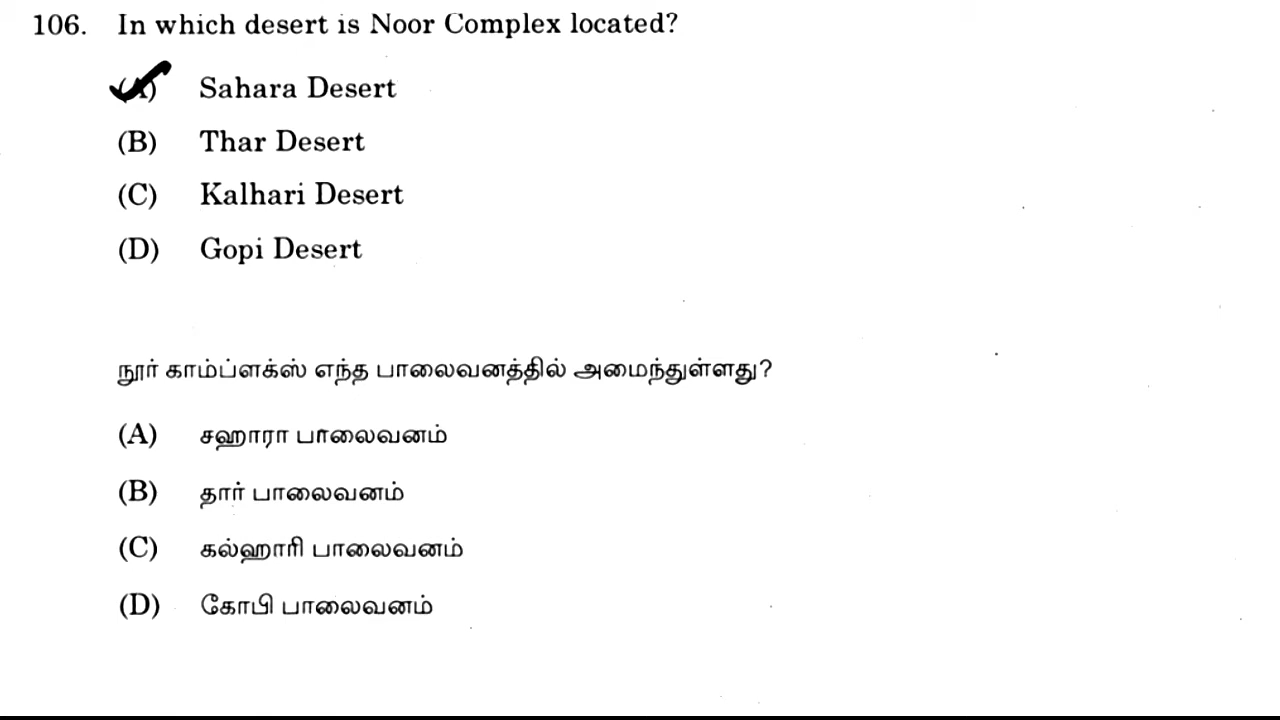 106. In which desert is Noor Complex located?
(A) Sahara Desert
(B) Thar Desert
(C) Kalhari Desert
(D) Gopi Desert
நூர் காம்ப்ளக்ஸ் எந்த பாலைவனத்தில் அமைந்துள்ளது?
(A) சஹாரா பாலைவனம்
(B) தார் பாலைவனம்
(C) கல்ஹாரி பாலைவனம்
(D) கோபி பாலைவனம்